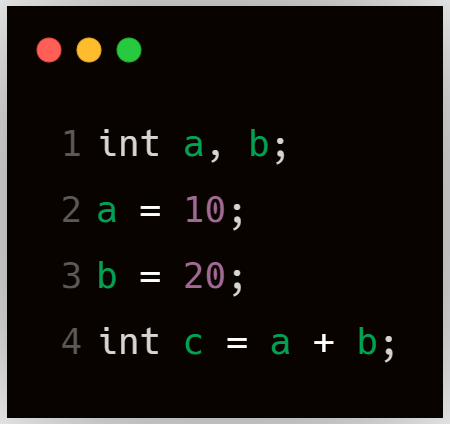 1 int a, b;
2 a = 10;
3 b = 20;
4 int c = a + b;